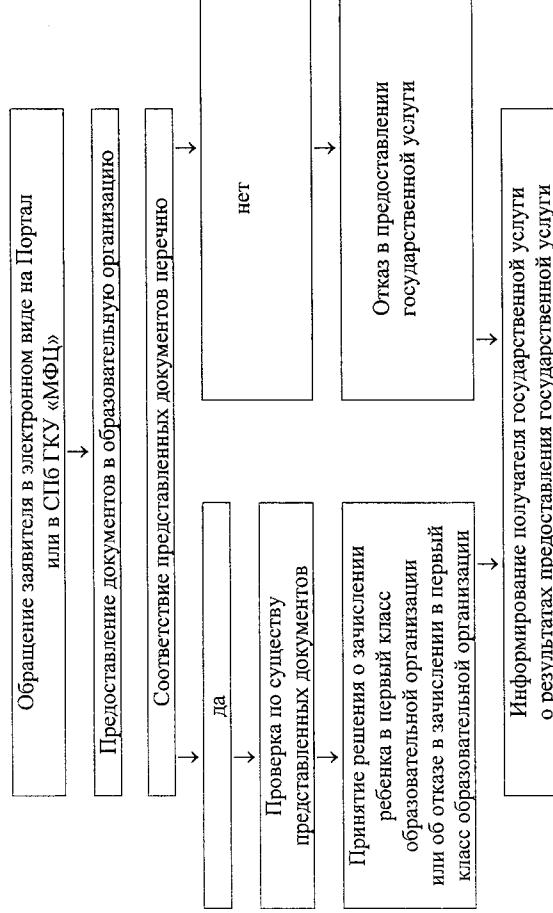 Обращение заявителя в электронном виде на Портал
или в СПб ГКУ «МФЦ»
Предоставление документов в образовательную организацию
Соответствие представленных документов перечню
да
нет
Проверка по существу
представленных документов
Отказ в предоставлении
государственной услуги
Принятие решения о зачислении
ребенка в первый класс
образовательной организации
или об отказе в зачислении в первый
класс образовательной организации
Информирование получателя государственной услуги
о результатах предоставления государственной услуги